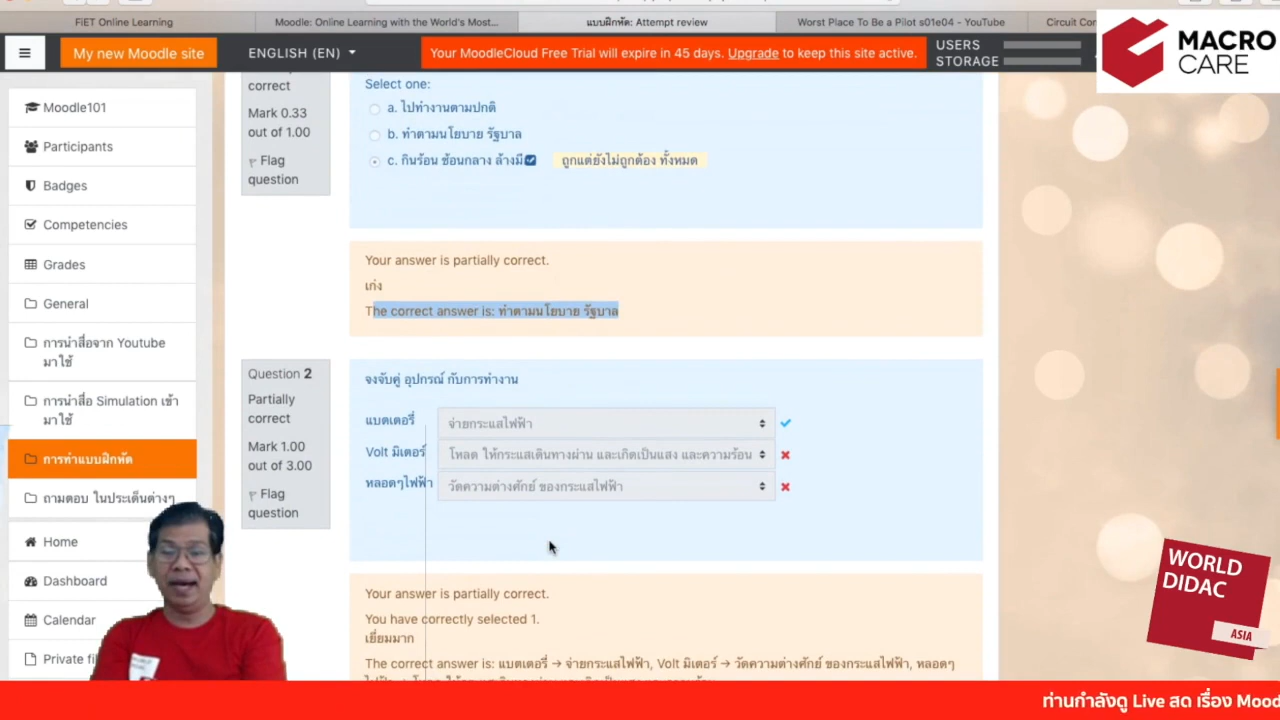 FiET Online Learning
Moodle: Online Learning with the World's Most...
แบบฝึกหัด: Attempt review
Worst Place To Be a Pilot s01e04 - YouTube
Circuit Con
My new Moodle site
ENGLISH (EN)
Your MoodleCloud Free Trial will expire in 45 days. Upgrade to keep this site active.
USERS
STORAGE
MACRO
CARE
Moodle101
Participants
Badges
Competencies
Grades
General
การนำสื่อจาก Youtube
มาใช้
การนำสื่อ Simulation เข้า
มาใช้
การทำแบบฝึกหัด
ถามตอบ ในประเด็นต่างๆ
Home
Dashboard
Calendar
Private fil
correct
Mark 0.33
out of 1.00
Flag
question
Select one:
a. ไปทำงานตามปกติ
b. ทำตามนโยบาย รัฐบาล
c. กินร้อน ช้อนกลาง ล้างมื
ถูกแต่ยังไม่ถูกต้อง ทั้งหมด
Your answer is partially correct.
เก่ง
The correct answer is: ทำตามนโยบาย รัฐบาล
Question 2
Partially
correct
Mark 1.00
out of 3.00
Flag
question
จงจับคู่ อุปกรณ์ กับการทำงาน
แบตเตอรี่
จ่ายกระแสไฟฟ้า
Volt มิเตอร์
โหลด ให้กระแสเดินทางผ่าน และเกิดเป็นแสง และความร้อน
หลอดๆไฟฟ้า
วัดความต่างศักย์ ของกระแสไฟฟ้า
Your answer is partially correct.
You have correctly selected 1.
เยี่ยมมาก
The correct answer is: แบตเตอรี่ → จ่ายกระแสไฟฟ้า, Volt มิเตอร์ → วัดความต่างศักย์ ของกระแสไฟฟ้า, หลอดๆ
WORLD
DIDAC
ASIA
ท่านกำลังดู Live สด เรื่อง Mood